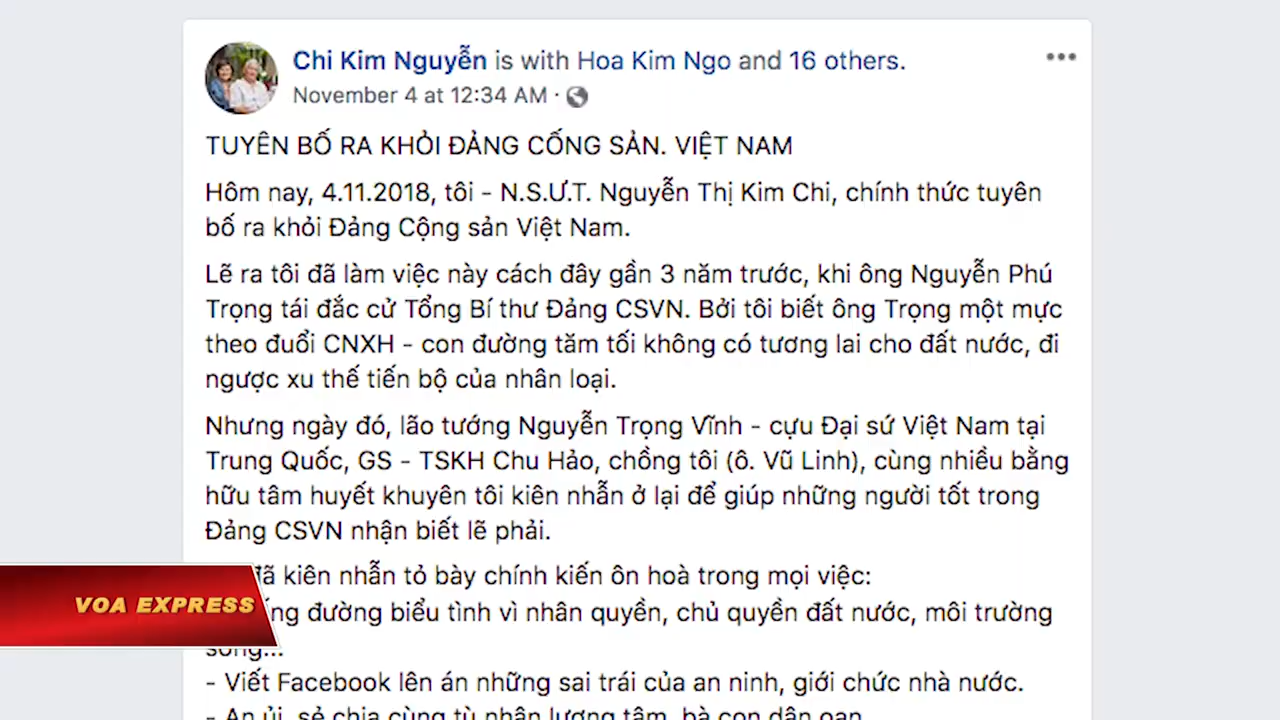 Chi Kim Nguyễn is with Hoa Kim Ngo and 16 others.
November 4 at 12:34 AM ·
TUYÊN BỐ RA KHỎI ĐẢNG CỐNG SẢN. VIỆT NAM
Hôm nay, 4.11.2018, tôi - N.S.Ư.T. Nguyễn Thị Kim Chi, chính thức tuyên
bố ra khỏi Đảng Cộng sản Việt Nam.
Lẽ ra tôi đã làm việc này cách đây gần 3 năm trước, khi ông Nguyễn Phú
Trọng tái đắc cử Tổng Bí thư Đảng CSVN. Bởi tôi biết ông Trọng một mực
theo đuổi CNXH - con đường tăm tối không có tương lai cho đất nước, đi
ngược xu thế tiến bộ của nhân loại.
Nhưng ngày đó, lão tướng Nguyễn Trọng Vĩnh - cựu Đại sứ Việt Nam tại
Trung Quốc, GS - TSKH Chu Hảo, chồng tôi (ô. Vũ Linh), cùng nhiều bằng
hữu tâm huyết khuyên tôi kiên nhẫn ở lại để giúp những người tốt trong
Đảng CSVN nhận biết lẽ phải.
đã kiên nhẫn tỏ bày chính kiến ôn hoà trong mọi việc:
đường biểu tình vì nhân quyền, chủ quyền đất nước, môi trường
sống...
- Viết Facebook lên án những sai trái của an ninh, giới chức nhà nước.
- An ủi, sẻ chia cùng tù nhân lương tâm, bà con dân oan
VOA EXPRESS